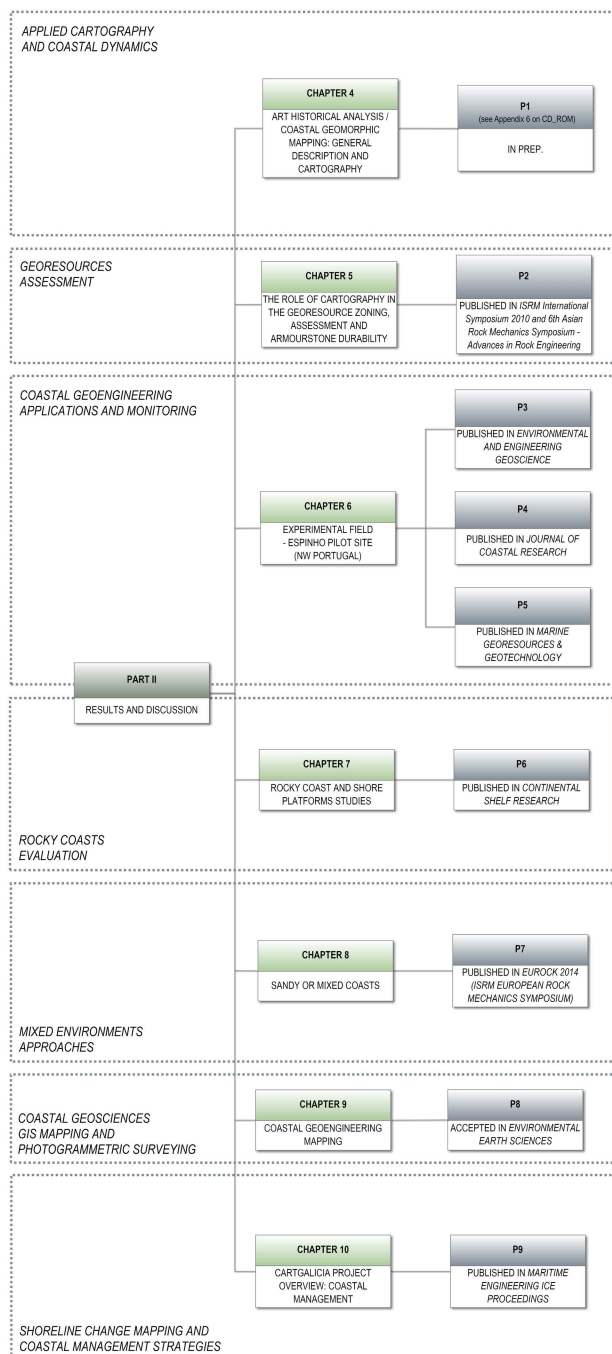 APPLIED CARTOGRAPHY
AND COASTAL DYNAMICS
CHAPTER 4
ART HISTORICAL ANALYSIS /
COASTAL GEOMORPHIC
MAPPING: GENERAL
DESCRIPTION AND
CARTOGRAPHY
P1
(see Appendix 6 on CD_ROM)
IN PREP.
GEORESOURCES
ASSESSMENT
CHAPTER 5
THE ROLE OF CARTOGRAPHY IN
THE GEORESOURCE ZONING,
ASSESSMENT AND
ARMOURSTONE DURABILITY
P2
PUBLISHED IN ISRM International
Symposium 2010 and 6th Asian
Rock Mechanics Symposium -
Advances in Rock Engineering
COASTAL GEOENGINEERING
APPLICATIONS AND MONITORING
CHAPTER 6
EXPERIMENTAL FIELD
- ESPINHO PILOT SITE
(NW PORTUGAL)
P3
PUBLISHED IN ENVIRONMENTAL
AND ENGINEERING
GEOSCIENCE
P4
PUBLISHED IN JOURNAL OF
COASTAL RESEARCH
P5
PUBLISHED IN MARINE
GEORESOURCES &
GEOTECHNOLOGY
PART II
RESULTS AND DISCUSSION
CHAPTER 7
ROCKY COAST AND SHORE
PLATFORMS STUDIES
P6
PUBLISHED IN CONTINENTAL
SHELF RESEARCH
ROCKY COASTS
EVALUATION
CHAPTER 8
SANDY OR MIXED COASTS
P7
PUBLISHED IN EUROCK 2014
(ISRM EUROPEAN ROCK
MECHANICS SYMPOSIUM)
MIXED ENVIRONMENTS
APPROACHES
COASTAL GEOSCIENCES
GIS MAPPING AND
PHOTOGRAMMETRIC SURVEYING
CHAPTER 9
COASTAL GEOENGINEERING
MAPPING
P8
ACCEPTED IN ENVIRONMENTAL
EARTH SCIENCES
CHAPTER 10
CARTGALICIA PROJECT
OVERVIEW: COASTAL
MANAGEMENT
P9
PUBLISHED IN MARITIME
ENGINEERING ICE
PROCEEDINGS
SHORELINE CHANGE MAPPING AND
COASTAL MANAGEMENT STRATEGIES